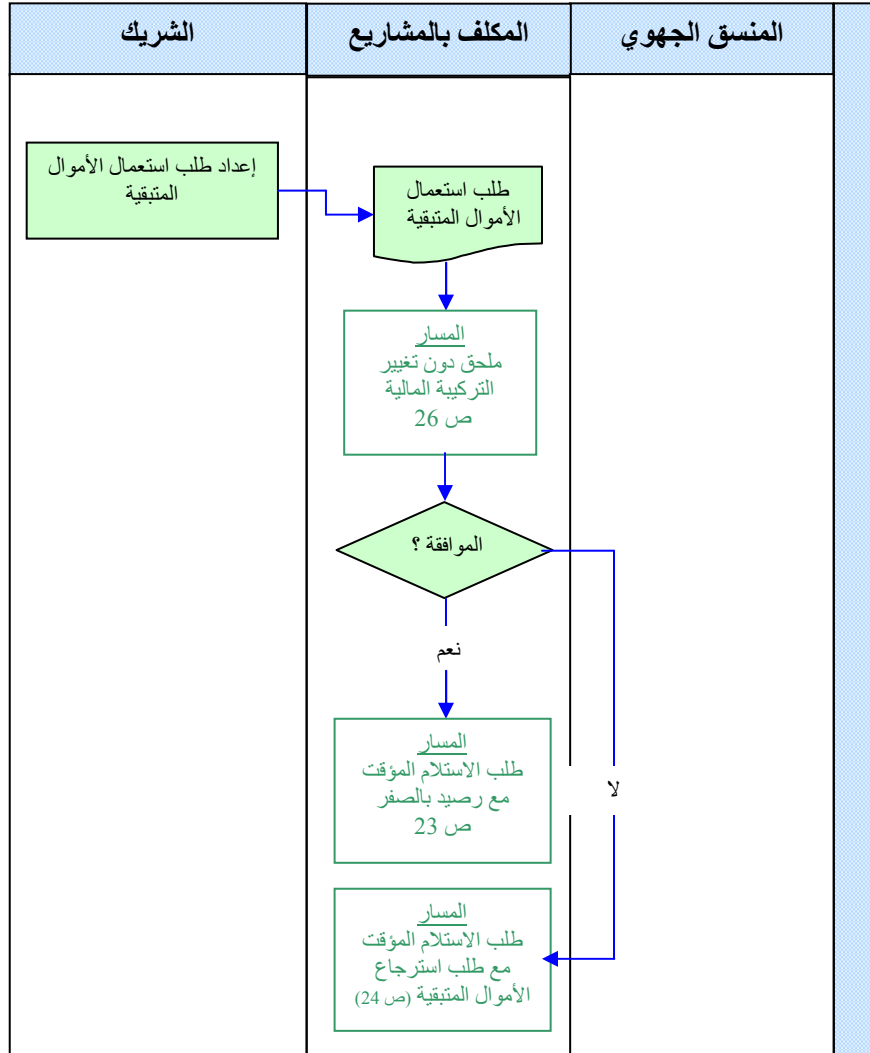 المنسق الجهوي
المكلف بالمشاريع
الشريك
إعداد طلب استعمال الأموال
المتبقية
طلب استعمال
الأموال المتبقية
المسار
ملحق دون تغيير
التركيبة المالية
ص 26
الموافقة ؟
نعم
لا
المسار
طلب الاستلام المؤقت
مع رصيد بالصفر
ص 23
المسار
طلب الاستلام المؤقت
مع طلب استرجاع
الأموال المتبقية (ص 24)